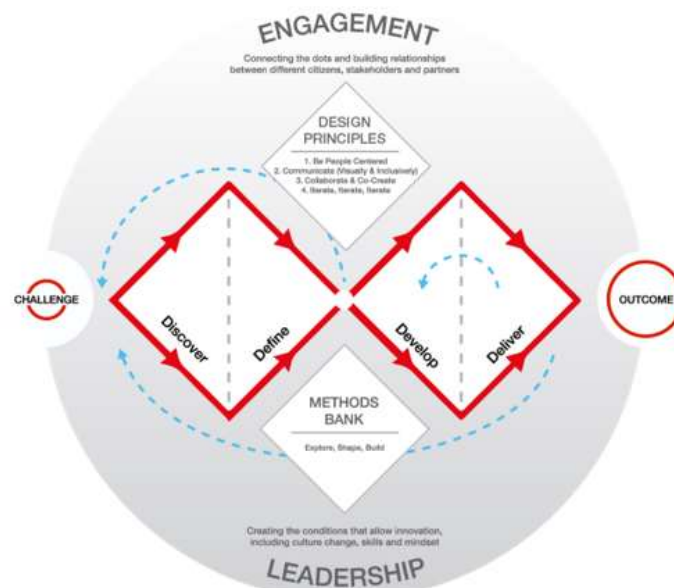 ENGAGEMENT
Connecting the dots and building relationships
between different citizens, stakeholders and partners
DESIGN
PRINCIPLES
1. Be People Centered
2. Communicate (Visually & Inclusively)
3. Collaborate & Co-Create
4. Iterate, Iterate, Iterate
CHALLENGE
Discover
Define
Develop
Deliver
OUTCOME
METHODS
BANK
Explore, Shape, Build
Creating the conditions that allow innovation,
including culture change, skills and mindset
LEADERSHIP